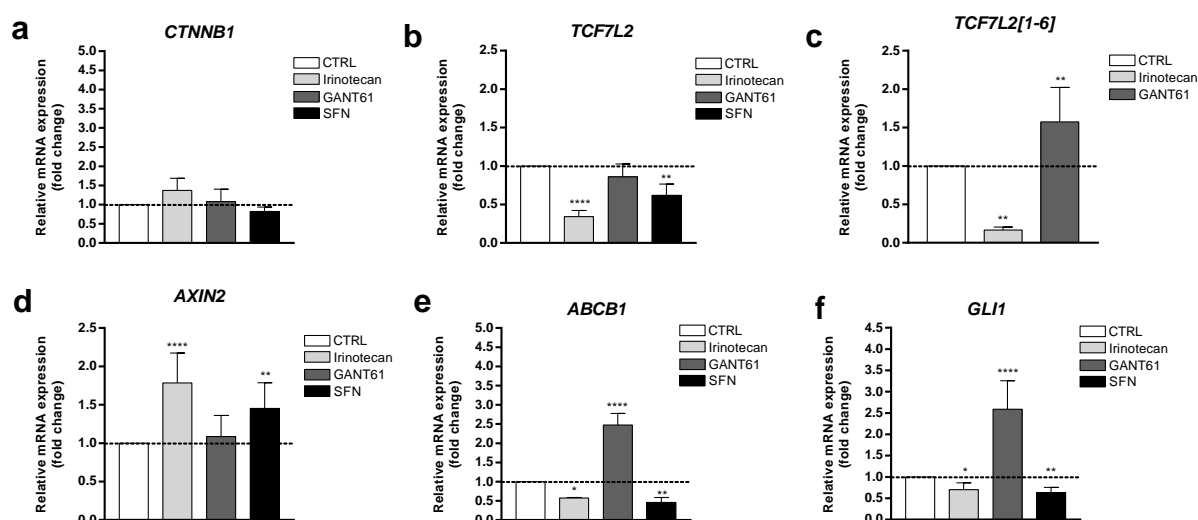 a
CTNNB1
Relative mRNA expression
(fold change)
5.0
4.5
4.0
3.5
3.0
2.5
2.0
1.5
1.0
0.5
0.0
CTRL
Irinotecan
GANT61
SFN
b
TCF7L2
Relative mRNA expression
(fold change)
2.5
2.0
1.5
1.0
0.5
0.0
****
**
CTRL
Irinotecan
GANT61
SFN
c
TCF7L2[1-6]
Relative mRNA expression
(fold change)
2.5
2.0
1.5
1.0
0.5
0.0
**
**
CTRL
Irinotecan
GANT61
d
AXIN2
Relative mRNA expression
(fold change)
2.5
2.0
1.5
1.0
0.5
0.0
****
**
CTRL
Irinotecan
GANT61
SFN
e
ABCB1
Relative mRNA expression
(fold change)
5.0
4.5
4.0
3.5
3.0
2.5
2.0
1.5
1.0
0.5
0.0
*
****
**
CTRL
Irinotecan
GANT61
SFN
f
GLI1
Relative mRNA expression
(fold change)
4.5
4.0
3.5
3.0
2.5
2.0
1.5
1.0
0.5
0.0
*
****
**
CTRL
Irinotecan
GANT61
SFN